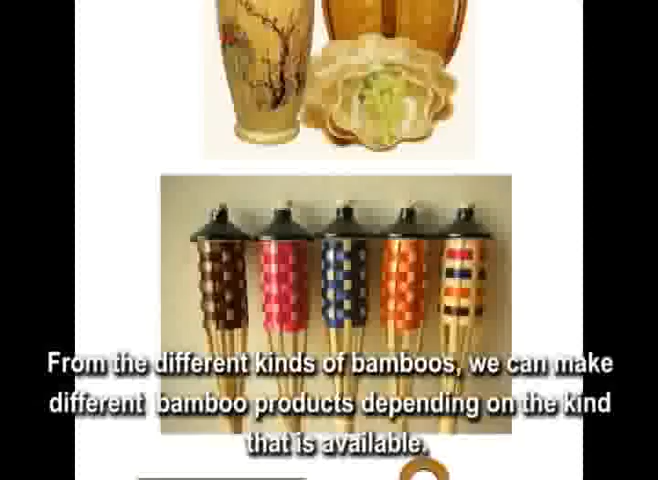 From the different kinds of bamboos, we can make
different bamboo products depending on the kind
that is available.